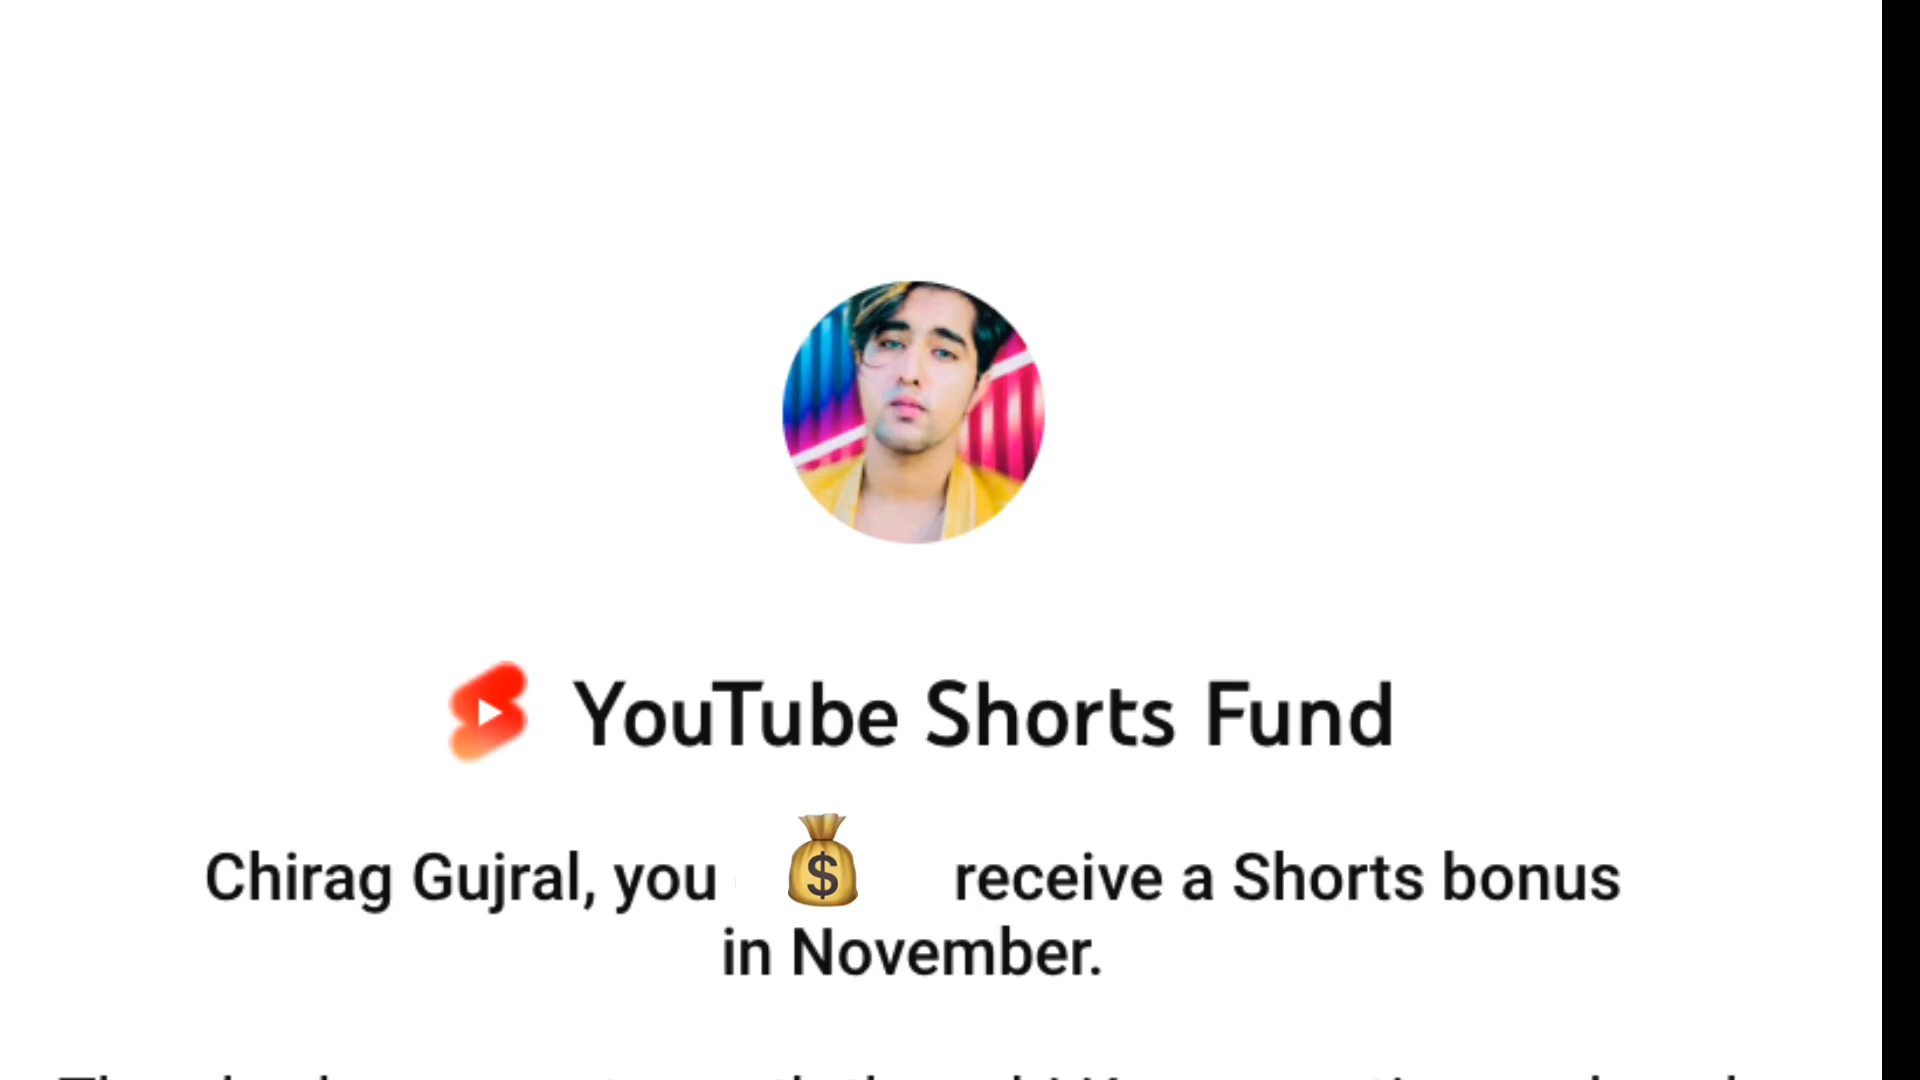 YouTube Shorts Fund
Chirag Gujral, you receive a Shorts bonus
in November.